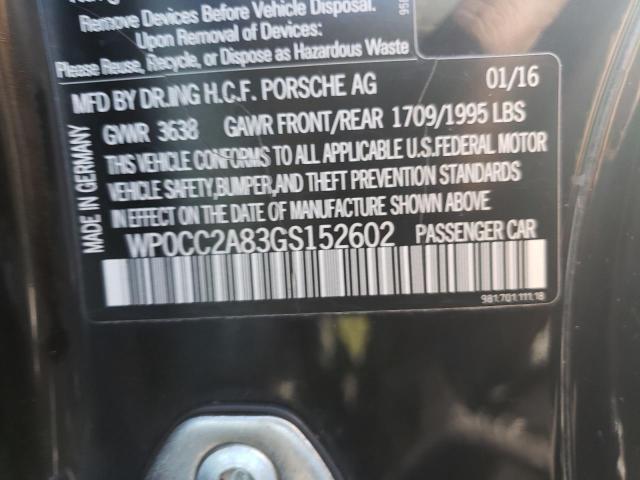 Remove Devices Before Vehicle Disposal.
Upon Removal of Devices:
Please Reuse, Recycle, or Dispose as Hazardous Waste
MFD BY DR.ING H.C.F. PORSCHE AG 01/16
GVWR 3638 GAWR FRONT/REAR 1709/1995 LBS
THIS VEHICLE CONFORMS TO ALL APPLICABLE U.S.FEDERAL MOTOR
VEHICLE SAFETY,BUMPER,AND THEFT PREVENTION STANDARDS
IN EFFECT ON THE DATE OF MANUFACTURE SHOWN ABOVE
WP0CC2A83GS152602 PASSENGER CAR
981.701.111.18
MADE IN GERMANY